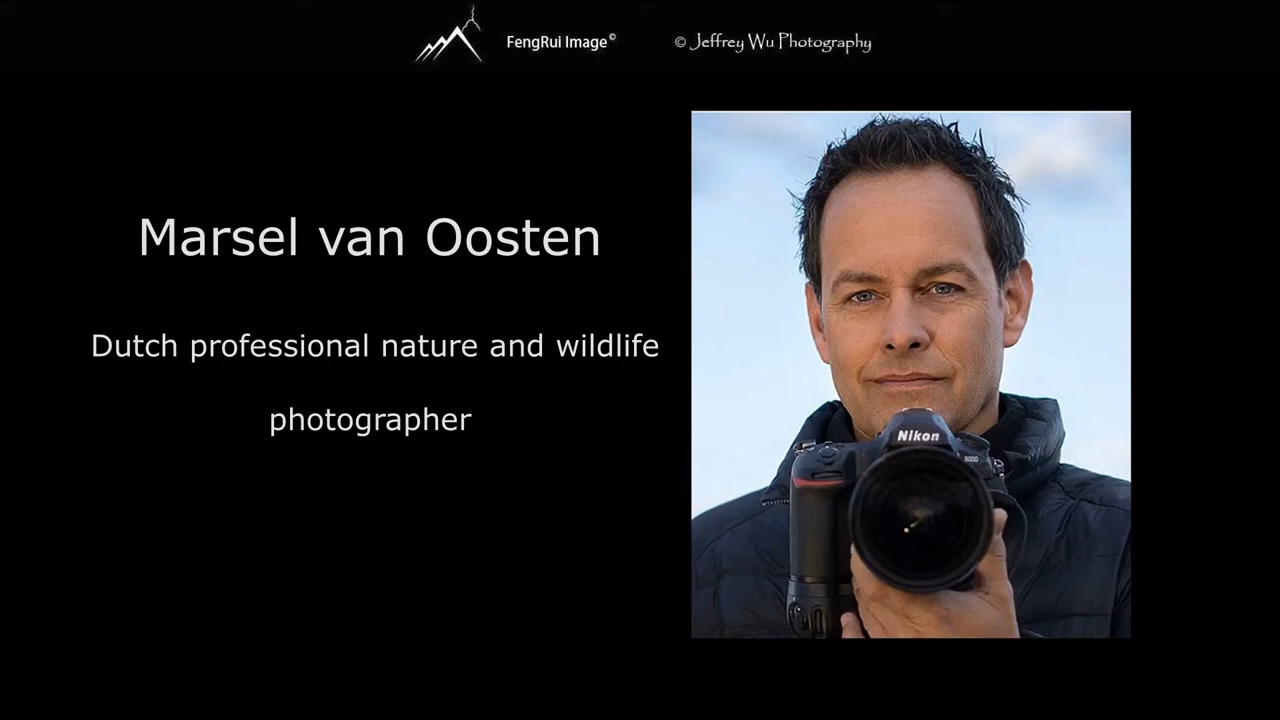 FengRui Image© © Jeffrey Wu Photography
Marsel van Oosten
Dutch professional nature and wildlife
photographer
Nikon